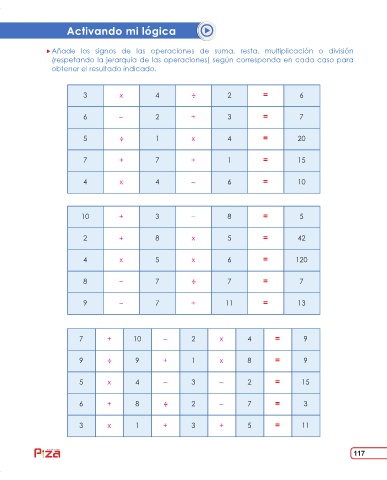 Activando mi lógica
Añade los signos de las operaciones de suma, resta, multiplicación o división
(respetando la jerarquía de las operaciones) según corresponda en cada caso para
obtener el resultado indicado.
3 x 4 ÷ 2 = 6
6 – 2 + 3 = 7
5 ÷ 1 x 4 = 20
7 + 7 + 1 = 15
4 x 4 – 6 = 10
10 + 3 – 8 = 5
2 + 8 x 5 = 42
4 x 5 x 6 = 120
8 – 7 ÷ 7 = 7
9 – 7 + 11 = 13
7 + 10 – 2 x 4 = 9
9 ÷ 9 + 1 x 8 = 9
5 x 4 – 3 – 2 = 15
6 + 8 ÷ 2 – 7 = 3
3 x 1 + 3 + 5 = 11
117